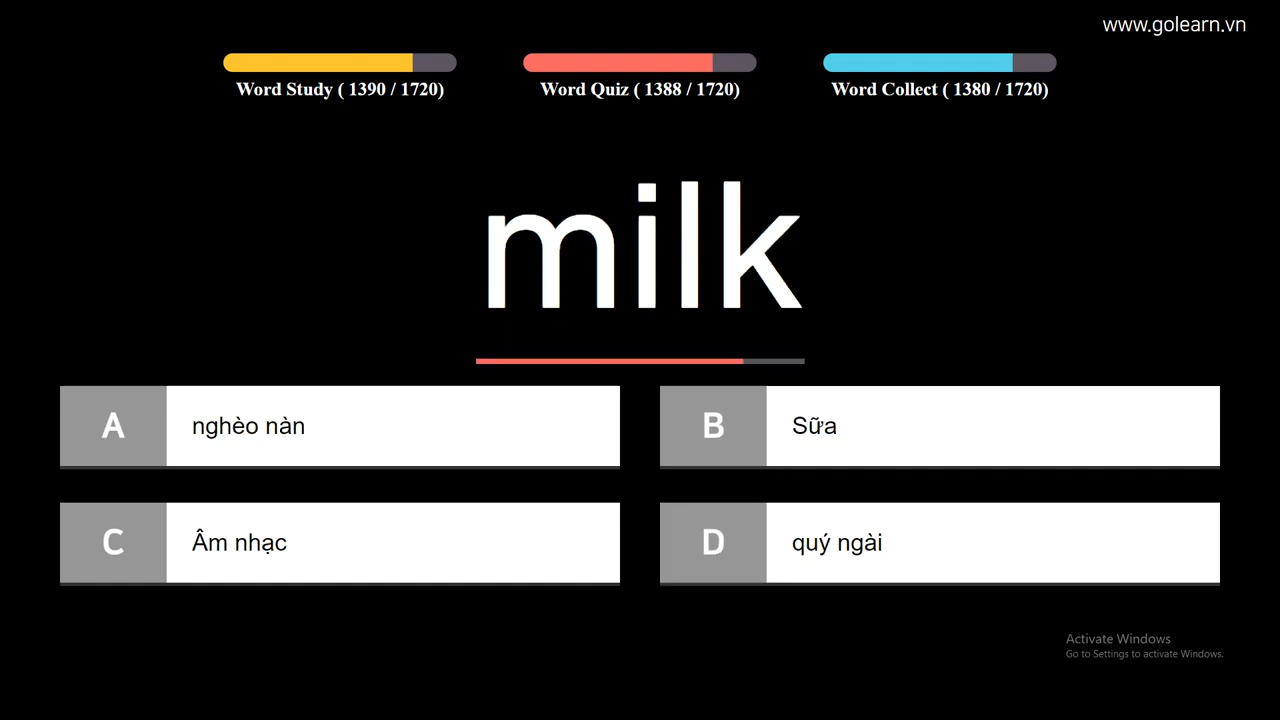 www.golearn.vn
Word Study ( 1390 / 1720)
Word Quiz ( 1388 / 1720)
Word Collect ( 1380 / 1720)
milk
A nghèo nàn
B Sữa
C Âm nhạc
D quý ngài
Activate Windows
Go to Settings to activate Windows.